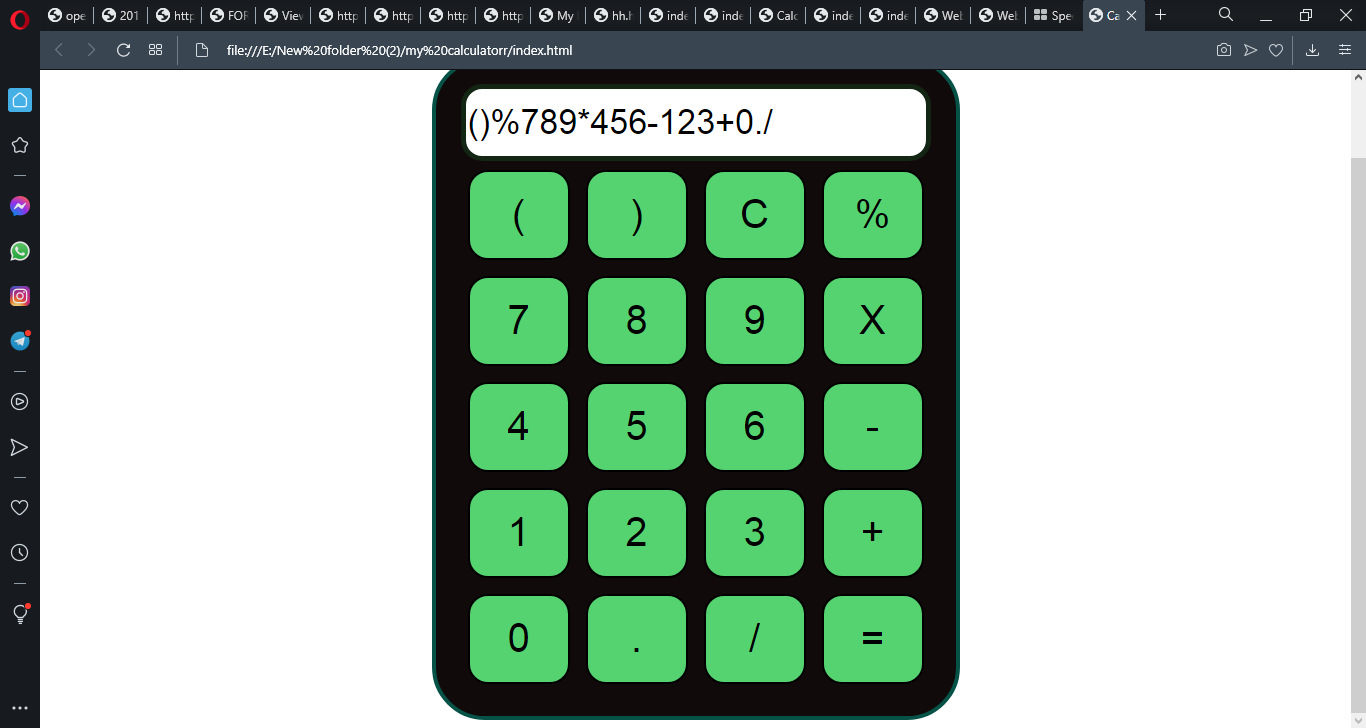 ope
201
http
FOF
View
http
http
http
http
My
hh.h
inde
inde
Calc
inde
inde
Web
Web
Spe
Ca
file:///E:/New%20folder%20(2)/my%20calculatorr/index.html
()%789*456-123+0./
( ) C %
7 8 9 X
4 5 6 -
1 2 3 +
0 . / =